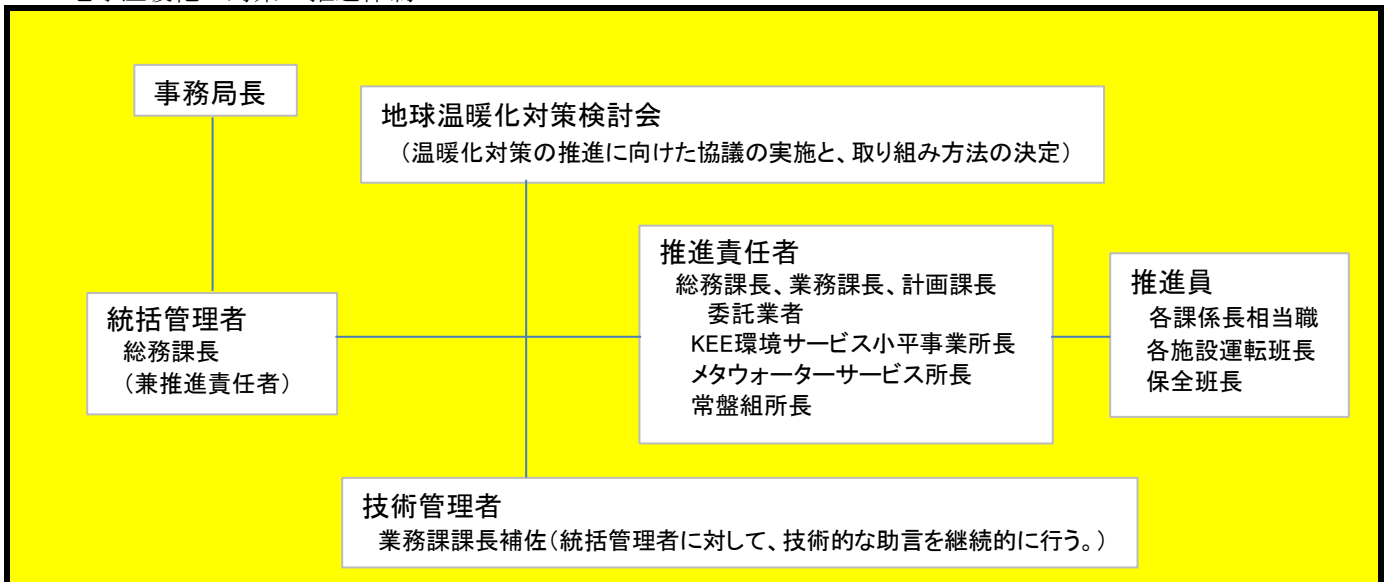 事務局長
地球温暖化対策検討会
（温暖化対策の推進に向けた協議の実施と、取り組み方法の決定）
統括管理者
総務課長
（兼推進責任者）
推進責任者
総務課長、業務課長、計画課長
委託業者
KEE環境サービス小平事業所長
メタウォーターサービス所長
常盤組所長
推進員
各課係長相当職
各施設運転班長
保全班長
技術管理者
業務課課長補佐（統括管理者に対して、技術的な助言を継続的に行う。）